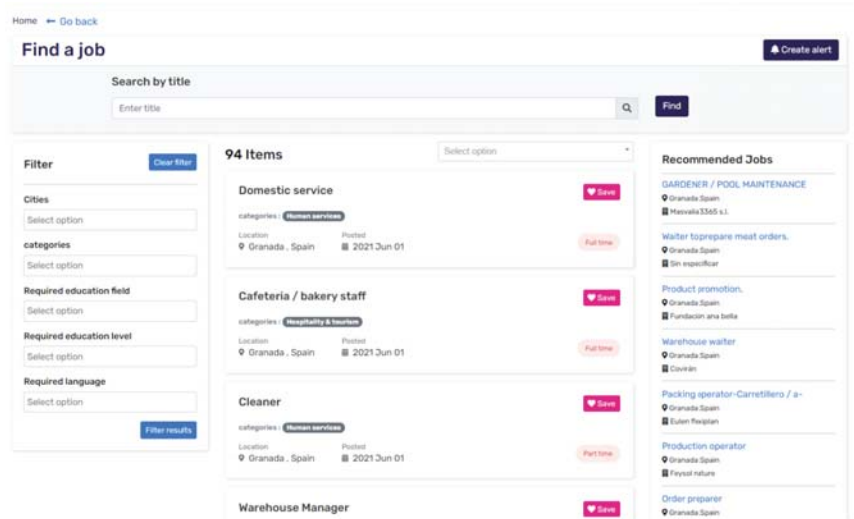 Home ← Go back
Find a job
Create alert
Search by title
Enter title
Find
Filter
Clear filter
Cities
Select option
categories
Select option
Required education field
Select option
Required education level
Select option
Required language
Select option
Filter results
94 Items
Select option
Domestic service
Save
categories : Human services
Location Posted
Granada , Spain 2021 Jun 01
Full time
Cafeteria / bakery staff
Save
categories : Hospitality & tourism
Location Posted
Granada , Spain 2021 Jun 01
Full time
Cleaner
Save
categories : Human services
Location Posted
Granada , Spain 2021 Jun 01
Part time
Warehouse Manager
Save
Recommended Jobs
GARDENER / POOL MAINTENANCE
Granada Spain
Masvalia3365 s.l.
Waiter toprepare meat orders.
Granada Spain
Sin especificar
Product promotion.
Granada Spain
Fundación ana bella
Warehouse waiter
Granada Spain
Covirán
Packing operator-Carretillero / a-
Granada Spain
Eulen flexiplan
Production operator
Granada Spain
Feysol nature
Order preparer
Granada Spain